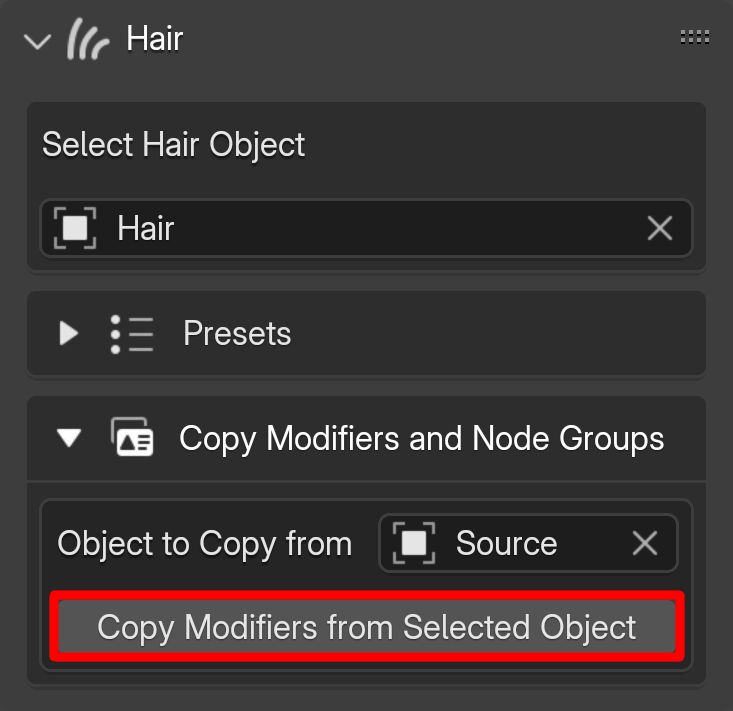 Hair
Select Hair Object
Hair
Presets
Copy Modifiers and Node Groups
Object to Copy from Source
Copy Modifiers from Selected Object